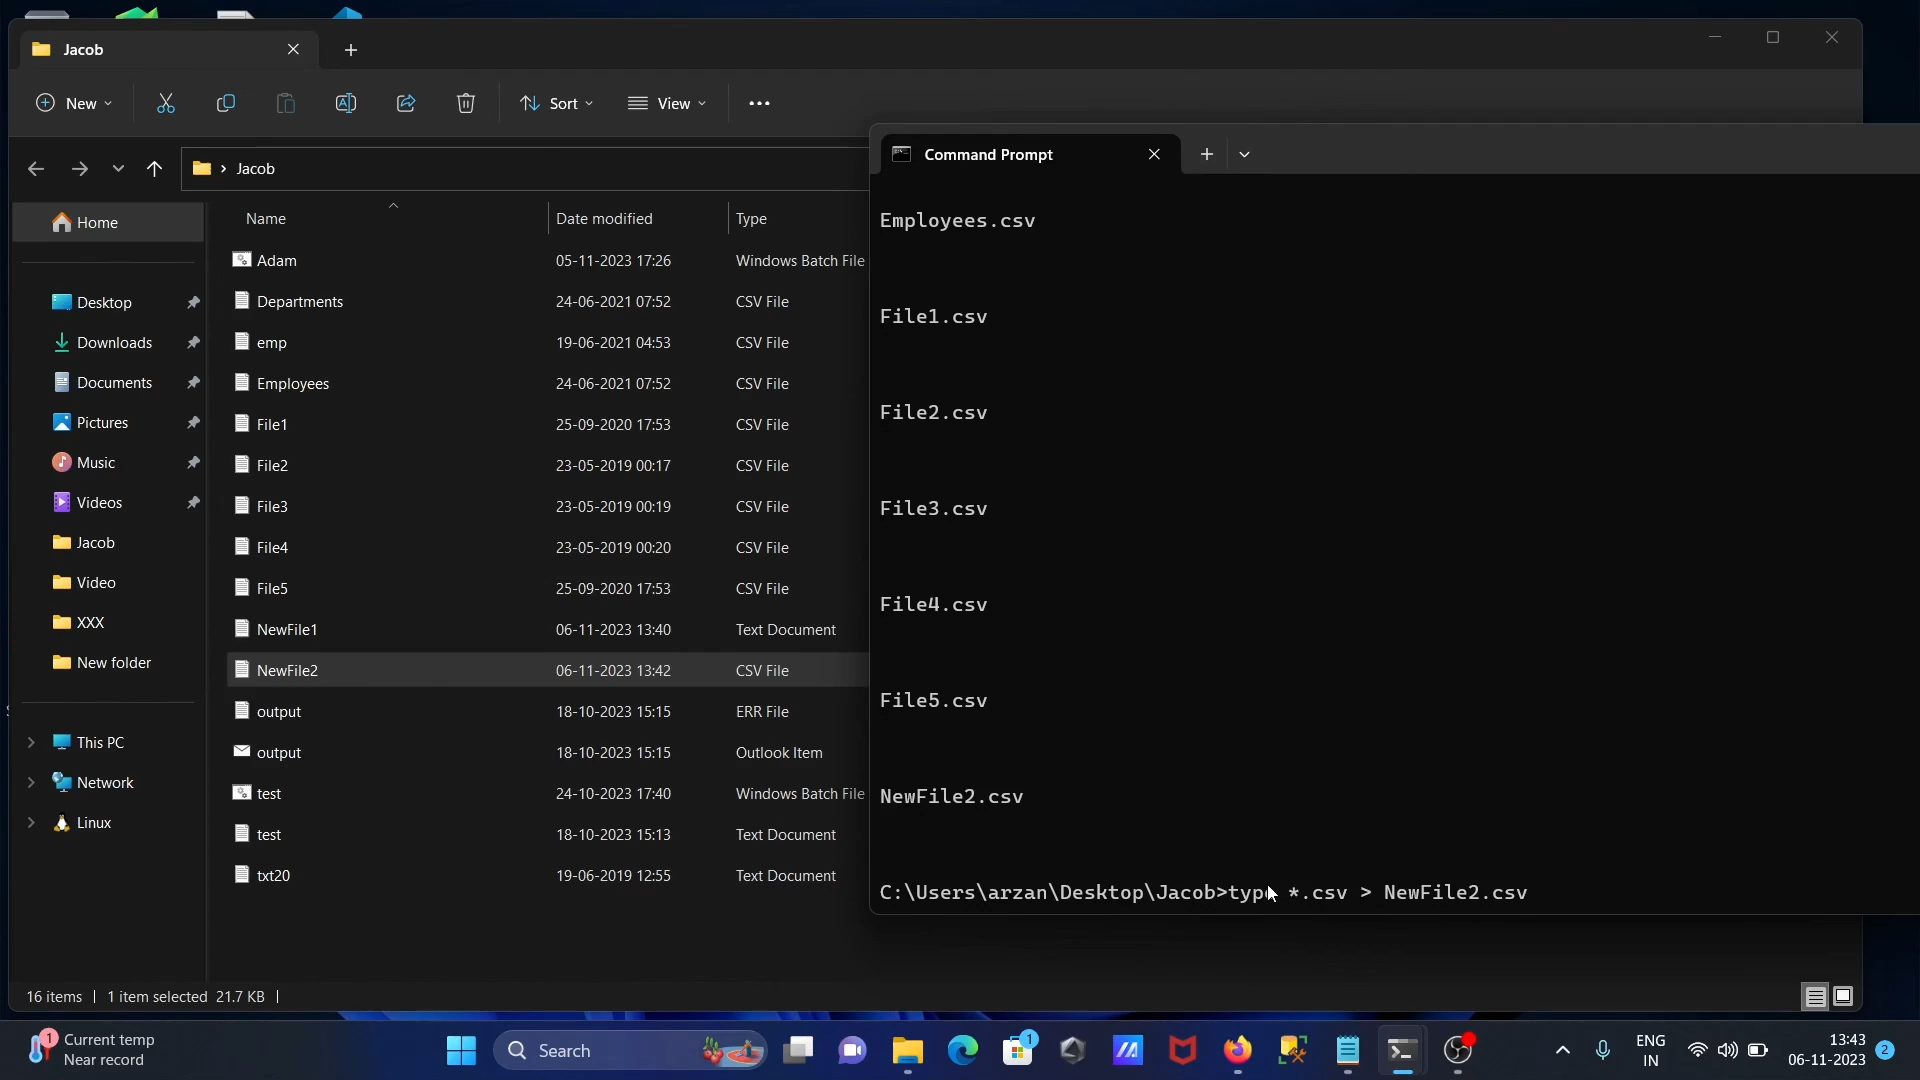 Jacob
New
Sort
View
Jacob
Command Prompt
Home
Desktop
Downloads
Documents
Pictures
Music
Videos
Jacob
Video
XXX
New folder
This PC
Network
Linux
Name Date modified Type
Adam 05-11-2023 17:26 Windows Batch File
Departments 24-06-2021 07:52 CSV File
emp 19-06-2021 04:53 CSV File
Employees 24-06-2021 07:52 CSV File
File1 25-09-2020 17:53 CSV File
File2 23-05-2019 00:17 CSV File
File3 23-05-2019 00:19 CSV File
File4 23-05-2019 00:20 CSV File
File5 25-09-2020 17:53 CSV File
NewFile1 06-11-2023 13:40 Text Document
NewFile2 06-11-2023 13:42 CSV File
output 18-10-2023 15:15 ERR File
output 18-10-2023 15:15 Outlook Item
test 24-10-2023 17:40 Windows Batch File
test 18-10-2023 15:13 Text Document
txt20 19-06-2019 12:55 Text Document
Employees.csv
File1.csv
File2.csv
File3.csv
File4.csv
File5.csv
NewFile2.csv
C:\Users\arzan\Desktop\Jacob>type *.csv > NewFile2.csv
16 items 1 item selected 21.7 KB
1
Current temp
Near record
Search
1
ENG
IN
13:43
06-11-2023
2